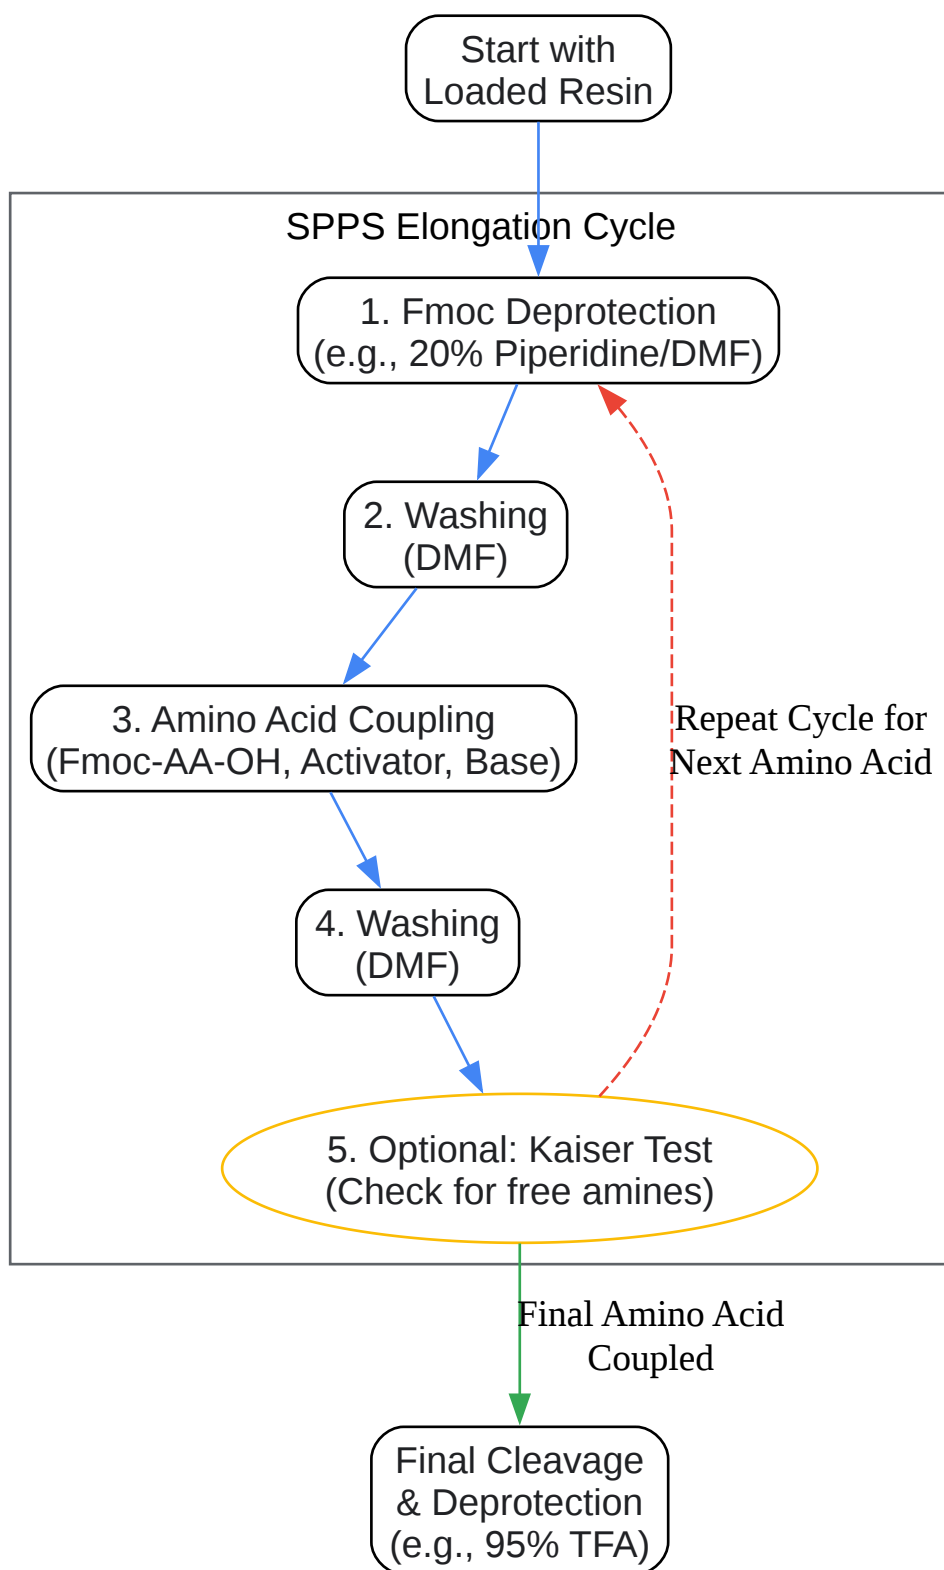 Start with
Loaded Resin
SPPS Elongation Cycle
1. Fmoc Deprotection
(e.g., 20% Piperidine/DMF)
2. Washing
(DMF)
3. Amino Acid Coupling
(Fmoc-AA-OH, Activator, Base)
Repeat Cycle for
Next Amino Acid
4. Washing
(DMF)
5. Optional: Kaiser Test
(Check for free amines)
Final Amino Acid
Coupled
Final Cleavage
& Deprotection
(e.g., 95% TFA)